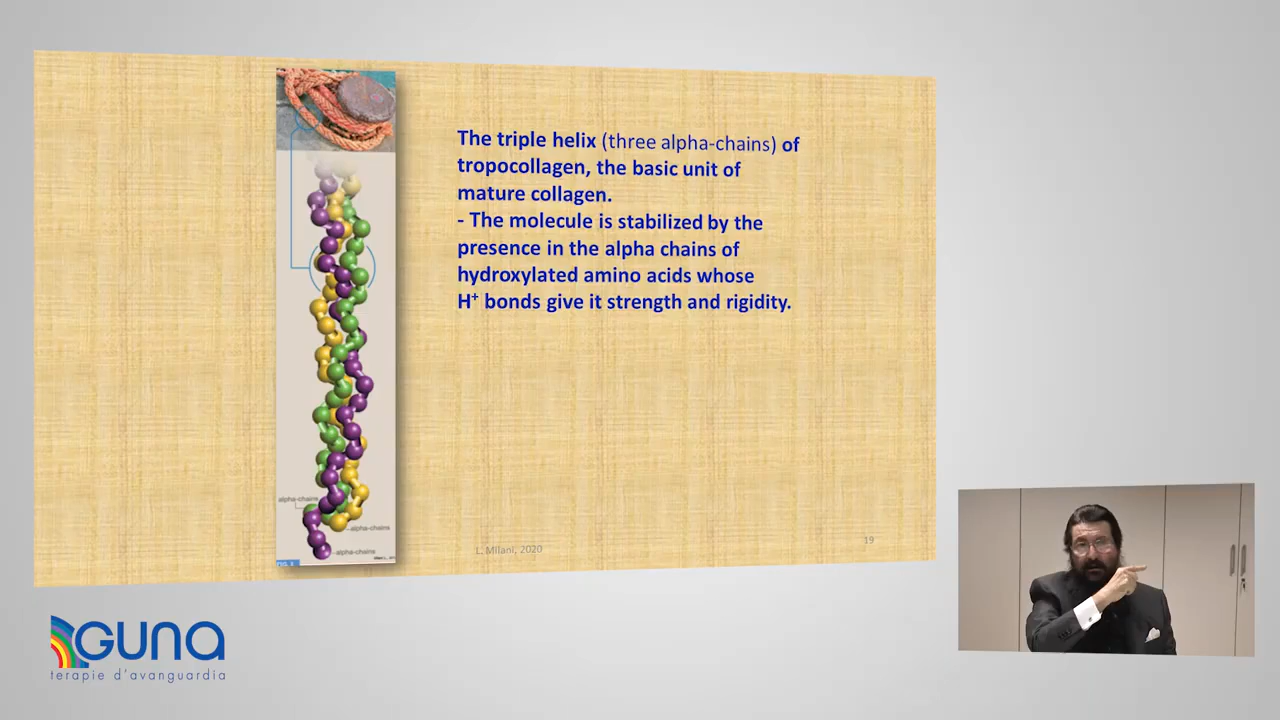 The triple helix (three alpha-chains) of
tropocollagen, the basic unit of
mature collagen.
- The molecule is stabilized by the
presence in the alpha chains of
hydroxylated amino acids whose
H⁺ bonds give it strength and rigidity.
alpha-chains
alpha-chains
alpha-chains
L. Milani, 2020
19
GUNA
terapie d'avanguardia